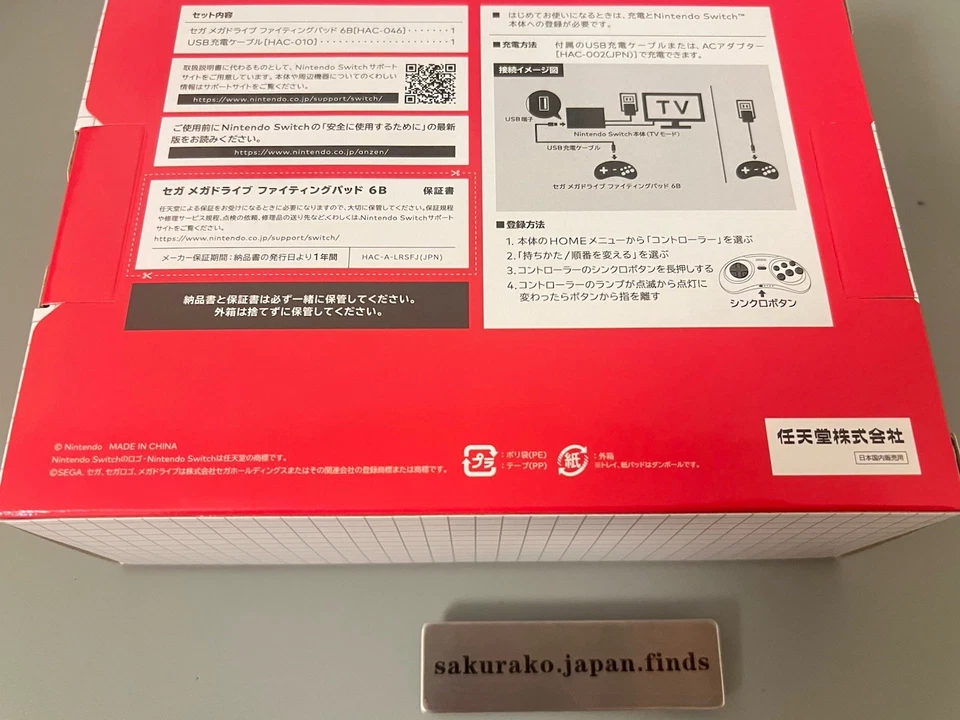 セット内容
セガ メガドライブ ファイティングパッド 6B[HAC-046]・・・・・・・1
USB充電ケーブル[HAC-010]・・・・・・・・・・・・・・・・・・・・1
取扱説明書に代わるものとして、Nintendo Switchサポート
サイトをご用意しています。本体や周辺機器についてのくわしい
情報はサポートサイトをご覧ください。
https://www.nintendo.co.jp/support/switch/
ご使用前にNintendo Switchの「安全に使用するために」の最新
版をお読みください。
https://www.nintendo.co.jp/anzen/
セガ メガドライブ ファイティングパッド 6B 保証書
任天堂による保証をお受けになるときに必要になりますので、大切に保管してください。保証規程
や修理サービス規程、点検の依頼、修理品の送り先など、くわしくは、Nintendo Switchサポート
サイトをご覧ください。
https://www.nintendo.co.jp/support/switch/
メーカー保証期間：納品書の発行日より1年間
HAC-A-LRSFJ(JPN)
納品書と保証書は必ず一緒に保管してください。
外箱は捨てずに保管してください。
■ はじめてお使いになるときは、充電とNintendo Switch™
本体への登録が必要です。
■ 充電方法 付属のUSB充電ケーブルまたは、ACアダプター
[HAC-002(JPN)]で充電できます。
接続イメージ図
USB端子
TV
Nintendo Switch本体(TVモード)
USB充電ケーブル
セガ メガドライブ ファイティングパッド 6B
■ 登録方法
1. 本体のHOMEメニューから「コントローラー」を選ぶ
2.「持ちかた/順番を変える」を選ぶ
3. コントローラーのシンクロボタンを長押しする
4. コントローラーのランプが点滅から点灯に
変わったらボタンから指を離す
シンクロボタン
© Nintendo MADE IN CHINA
Nintendo Switchのロゴ・Nintendo Switchは任天堂の商標です。
©SEGA. セガ、セガロゴ、メガドライブは株式会社セガホールディングスまたはその関連会社の登録商標または商標です。
プラ
：ポリ袋(PE)
：テープ(PP)
紙
：外箱
※トレイ、紙パッドはダンボールです。
任天堂株式会社
日本国内販売用
sakurako.japan.finds